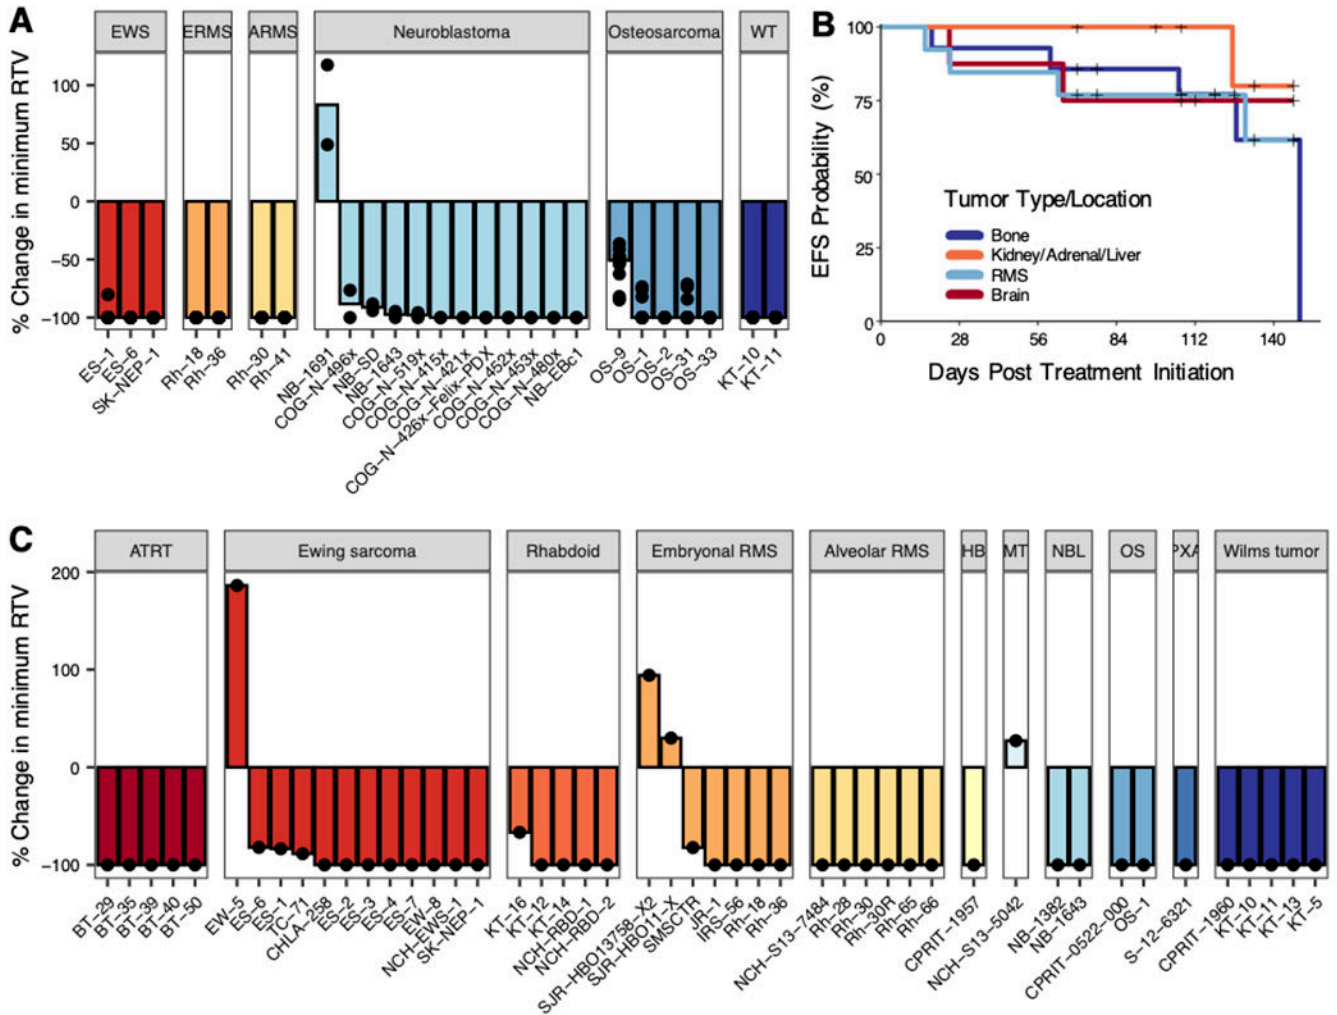 A
EWS
ERMS
ARMS
Neuroblastoma
Osteosarcoma
WT
% Change in minimum RTV
100
50
0
−50
−100
ES−1
ES−6
SK−NEP−1
Rh−18
Rh−36
Rh−30
Rh−41
NB−1691
COG−N−496x
NB−SD
NB−1643
COG−N−519x
COG−N−415x
COG−N−421x
COG−N−426x−Felix−PDX
COG−N−452x
COG−N−453x
COG−N−480x
NB−EBc1
OS−9
OS−1
OS−2
OS−31
OS−33
KT−10
KT−11
B
EFS Probability (%)
100
75
50
25
0
Tumor Type/Location
Bone
Kidney/Adrenal/Liver
RMS
Brain
0 28 56 84 112 140
Days Post Treatment Initiation
C
ATRT
Ewing sarcoma
Rhabdoid
Embryonal RMS
Alveolar RMS
HB
MT
NBL
OS
PXA
Wilms tumor
% Change in minimum RTV
200
100
0
−100
BT−29
BT−35
BT−39
BT−40
BT−50
EW−5
ES−6
ES−1
TC−71
CHLA−258
ES−2
ES−3
ES−4
ES−7
EW−8
NCH−EWS−1
SK−NEP−1
KT−16
KT−12
KT−14
NCH−RBD−1
NCH−RBD−2
SJR−HBO13758−X2
SJR−HBO11−X
SMSCTR
JR−1
IRS−56
Rh−18
Rh−36
NCH−S13−7484
Rh−28
Rh−30
Rh−30R
Rh−65
Rh−66
CPRIT−1957
NCH−S13−5042
NB−1382
NB−1643
CPRIT−0522−000
OS−1
S−12−6321
CPRIT−1960
KT−10
KT−11
KT−13
KT−5